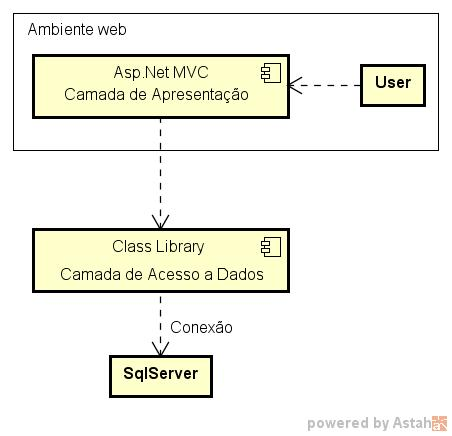 Ambiente web
Asp.Net MVC
Camada de Apresentação
User
Class Library
Camada de Acesso a Dados
Conexão
SqlServer
powered by Astah